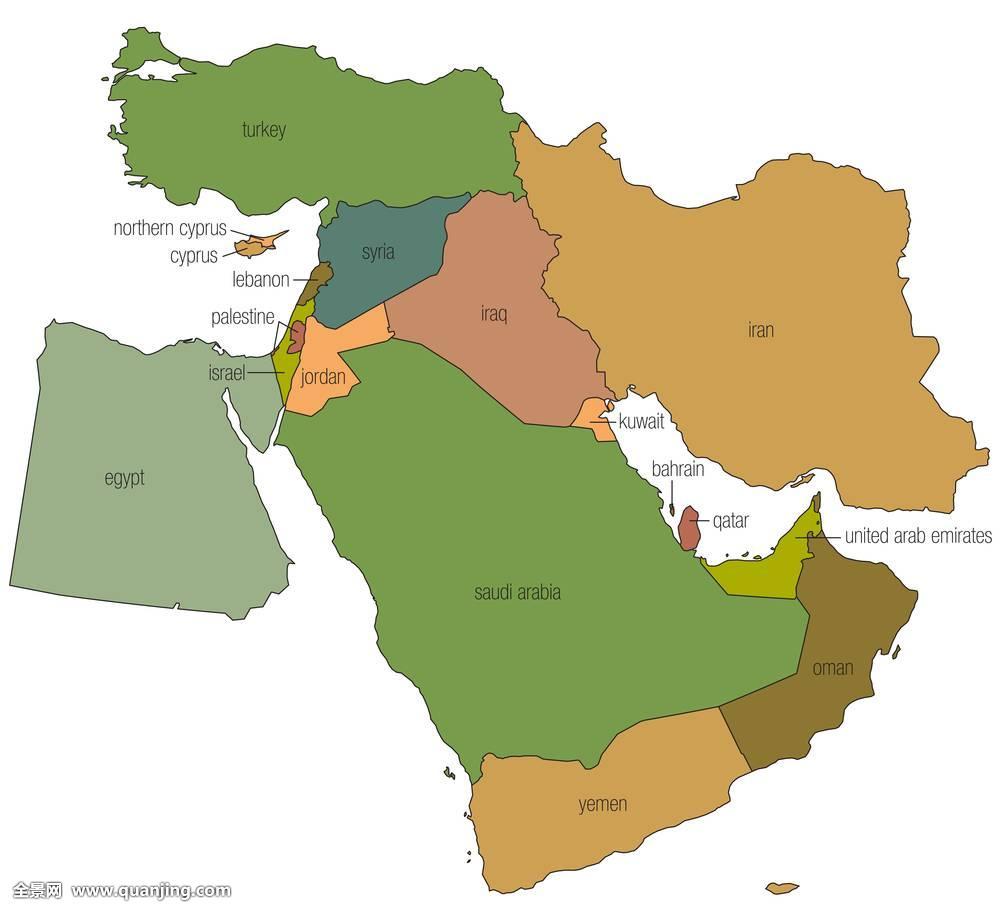 turkey
northern cyprus
cyprus
syria
lebanon
palestine
iraq
iran
israel
jordan
kuwait
bahrain
egypt
qatar
united arab emirates
saudi arabia
oman
yemen
全景网 www.quanjing.com